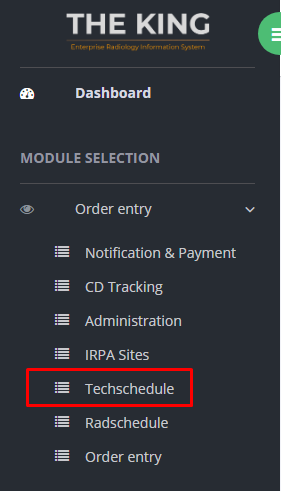 THE KING
Enterprise Radiology Information System
Dashboard
MODULE SELECTION
Order entry
Notification & Payment
CD Tracking
Administration
IRPA Sites
Techschedule
Radschedule
Order entry